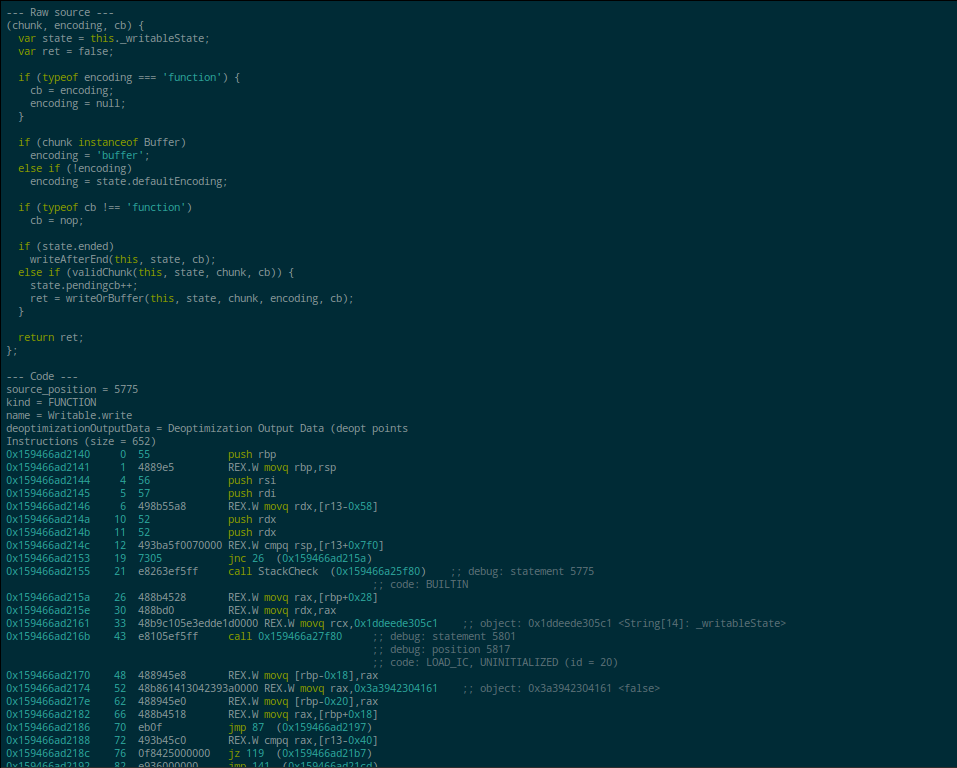 --- Raw source ---
(chunk, encoding, cb) {
  var state = this._writableState;
  var ret = false;

  if (typeof encoding === 'function') {
    cb = encoding;
    encoding = null;
  }

  if (chunk instanceof Buffer)
    encoding = 'buffer';
  else if (!encoding)
    encoding = state.defaultEncoding;

  if (typeof cb !== 'function')
    cb = nop;

  if (state.ended)
    writeAfterEnd(this, state, cb);
  else if (validChunk(this, state, chunk, cb)) {
    state.pendingcb++;
    ret = writeOrBuffer(this, state, chunk, encoding, cb);
  }

  return ret;
};

--- Code ---
source_position = 5775
kind = FUNCTION
name = Writable.write
deoptimizationOutputData = Deoptimization Output Data (deopt points
Instructions (size = 652)
0x159466ad2140     0  55             push rbp
0x159466ad2141     1  4889e5         REX.W movq rbp,rsp
0x159466ad2144     4  56             push rsi
0x159466ad2145     5  57             push rdi
0x159466ad2146     6  498b55a8       REX.W movq rdx,[r13-0x58]
0x159466ad214a    10  52             push rdx
0x159466ad214b    11  52             push rdx
0x159466ad214c    12  493ba5f0070000 REX.W cmpq rsp,[r13+0x7f0]
0x159466ad2153    19  7305           jnc 26  (0x159466ad215a)
0x159466ad2155    21  e8263ef5ff     call StackCheck  (0x159466a25f80)    ;; debug: statement 5775
                                                             ;; code: BUILTIN
0x159466ad215a    26  488b4528       REX.W movq rax,[rbp+0x28]
0x159466ad215e    30  488bd0         REX.W movq rdx,rax
0x159466ad2161    33  48b9c105e3edde1d0000 REX.W movq rcx,0x1ddeede305c1    ;; object: 0x1ddeede305c1 <String[14]: _writableState>
0x159466ad216b    43  e8105ef5ff     call 0x159466a27f80     ;; debug: statement 5801
                                                             ;; debug: position 5817
                                                             ;; code: LOAD_IC, UNINITIALIZED (id = 20)
0x159466ad2170    48  488945e8       REX.W movq [rbp-0x18],rax
0x159466ad2174    52  48b861413042393a0000 REX.W movq rax,0x3a3942304161    ;; object: 0x3a3942304161 <false>
0x159466ad217e    62  488945e0       REX.W movq [rbp-0x20],rax
0x159466ad2182    66  488b4518       REX.W movq rax,[rbp+0x18]
0x159466ad2186    70  eb0f           jmp 87  (0x159466ad2197)
0x159466ad2188    72  493b45c0       REX.W cmpq rax,[r13-0x40]
0x159466ad218c    76  0f8425000000   jz 119  (0x159466ad21b7)
0x159466ad2192    82  e936000000     jmp 141  (0x159466ad21cd)